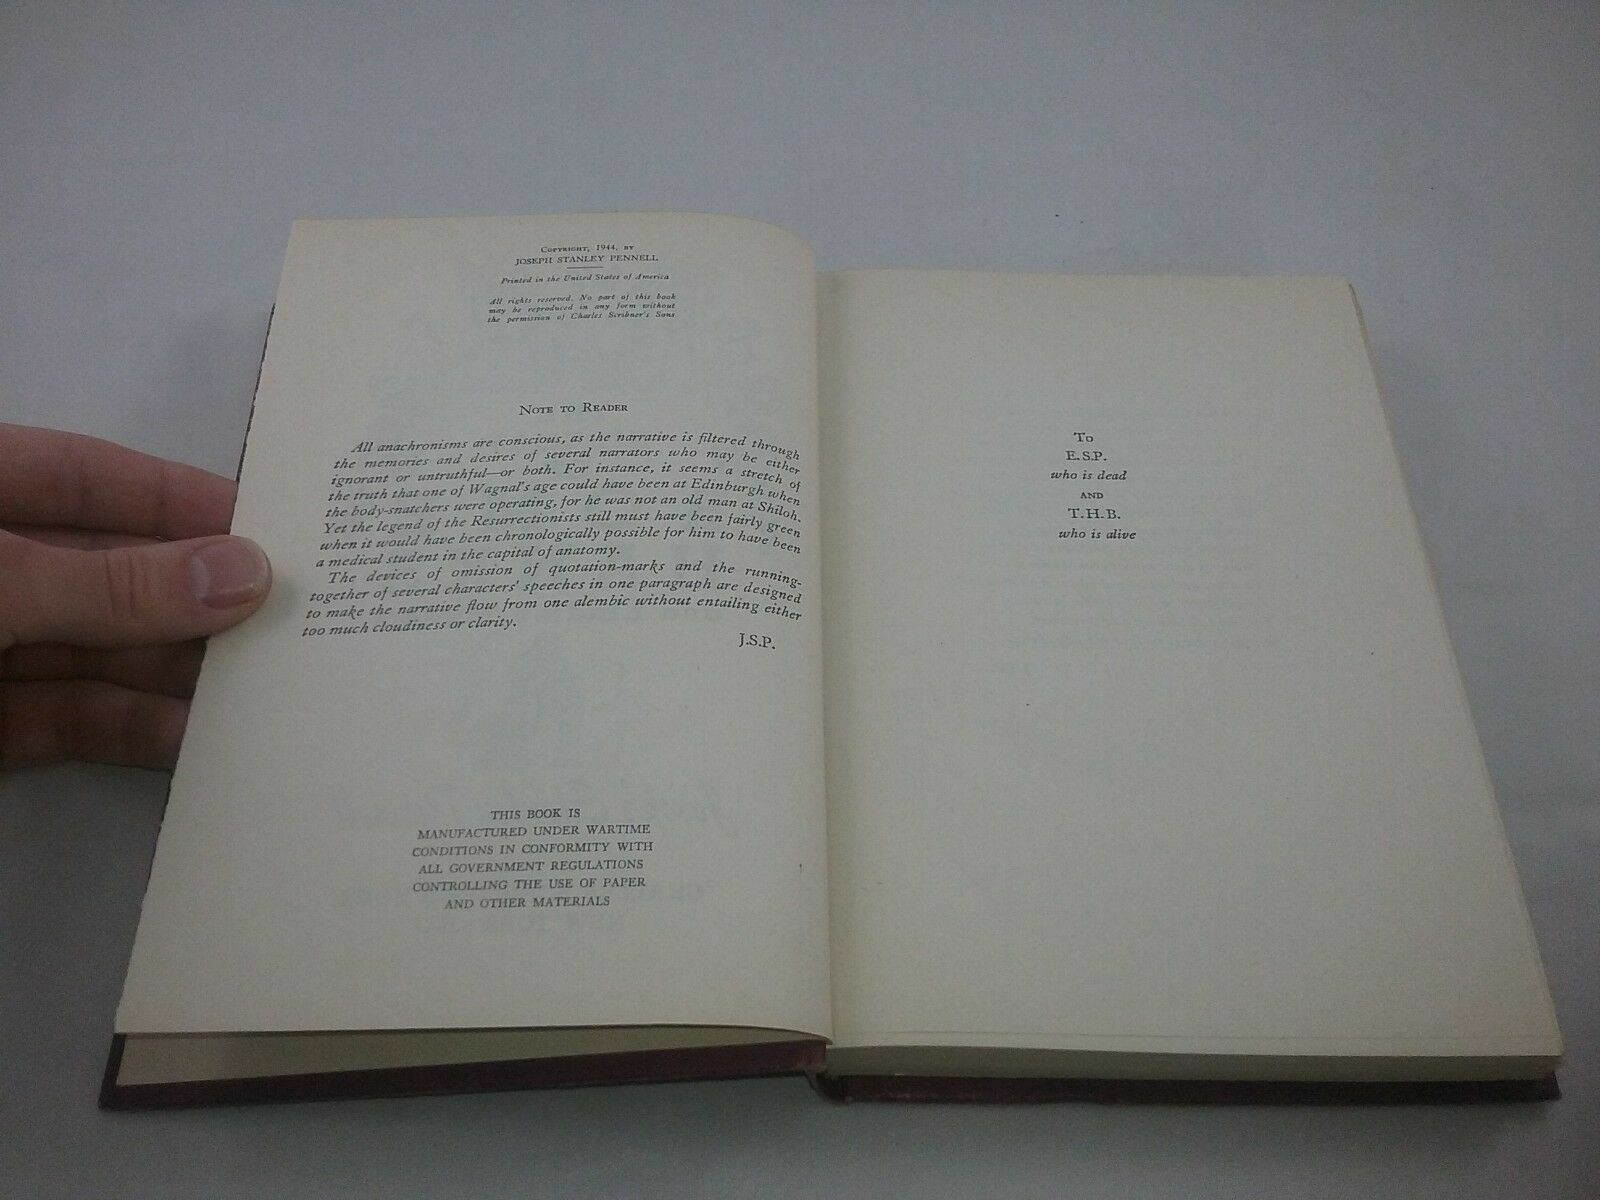 Copyright, 1944, by
JOSEPH STANLEY PENNELL
Printed in the United States of America
All rights reserved. No part of this book
may be reproduced in any form without
the permission of Charles Scribner's Sons
Note to Reader
All anachronisms are conscious, as the narrative is filtered through
the memories and desires of several narrators who may be either
ignorant or untruthful—or both. For instance, it seems a stretch of
the truth that one of Wagnal's age could have been at Edinburgh when
the body-snatchers were operating, for he was not an old man at Shiloh.
Yet the legend of the Resurrectionists still must have been fairly green
when it would have been chronologically possible for him to have been
a medical student in the capital of anatomy.
The devices of omission of quotation-marks and the running-
together of several characters' speeches in one paragraph are designed
to make the narrative flow from one alembic without entailing either
too much cloudiness or clarity.
J.S.P.
THIS BOOK IS
MANUFACTURED UNDER WARTIME
CONDITIONS IN CONFORMITY WITH
ALL GOVERNMENT REGULATIONS
CONTROLLING THE USE OF PAPER
AND OTHER MATERIALS
To
E.S.P.
who is dead
AND
T.H.B.
who is alive